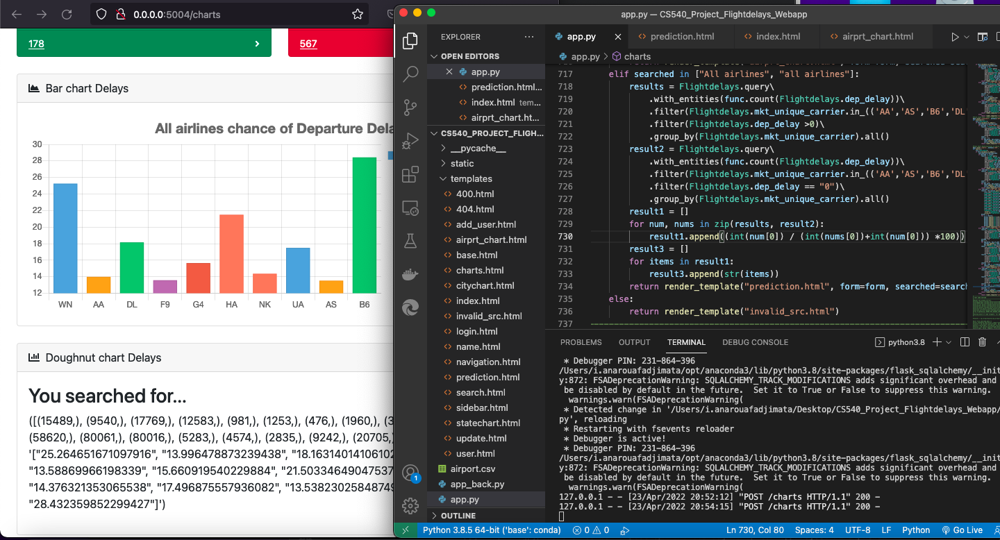 0.0.0.0:5004/charts
178
567
Bar chart Delays
All airlines chance of Departure Dela
30
28
26
24
22
20
18
16
14
12
WN AA DL F9 G4 HA NK UA AS B6
Doughnut chart Delays
You searched for...
([(15489,), (9540,), (17769,), (12583,), (981,), (1253,), (476,), (1960,), (3
(58620,), (80061,), (80016,), (5283,), (4574,), (2835,), (9242,), (20705,)
'["25.264651671097916", "13.996478873239438", "18.16314014106102
"13.58869966198339", "15.660919540229884", "21.50334649047537
"14.376321353065538", "17.496875557936082", "13.53823025848749
"28.432359852299427"]')
app.py — CS540_Project_Flightdelays_Webapp
EXPLORER
OPEN EDITORS
app.py
prediction.html...
index.html tem...
airprt_chart.ht...
CS540_PROJECT_FLIGH...
__pycache__
static
templates
400.html
404.html
add_user.html
airprt_chart.html
base.html
charts.html
citychart.html
index.html
invalid_src.html
login.html
name.html
navigation.html
prediction.html
search.html
sidebar.html
statechart.html
update.html
user.html
airport.csv
app_back.py
app.py
OUTLINE
1
app.py prediction.html index.html airprt_chart.html
app.py > charts
717 elif searched in ["All airlines", "all airlines"]:
718 results = Flightdelays.query\
719 .with_entities(func.count(Flightdelays.dep_delay))\
720 .filter(Flightdelays.mkt_unique_carrier.in_(('AA','AS','B6','DL'
721 .filter(Flightdelays.dep_delay >0)\
722 .group_by(Flightdelays.mkt_unique_carrier).all()
723 result2 = Flightdelays.query\
724 .with_entities(func.count(Flightdelays.dep_delay))\
725 .filter(Flightdelays.mkt_unique_carrier.in_(('AA','AS','B6','DL'
726 .filter(Flightdelays.dep_delay == "0")\
727 .group_by(Flightdelays.mkt_unique_carrier).all()
728 result1 = []
729 for num, nums in zip(results, result2):
730 result1.append((int(num[0]) / (int(nums[0])+int(num[0])) *100))
731 result3 = []
732 for items in result1:
733 result3.append(str(items))
734 return render_template("prediction.html", form=form, searched=search
735 else:
736 return render_template("invalid_src.html")
737
PROBLEMS OUTPUT TERMINAL DEBUG CONSOLE python3.8
* Debugger PIN: 231-864-396
/Users/i.anarouafadjimata/opt/anaconda3/lib/python3.8/site-packages/flask_sqlalchemy/__init
y:872: FSADeprecationWarning: SQLALCHEMY_TRACK_MODIFICATIONS adds significant overhead and
be disabled by default in the future. Set it to True or False to suppress this warning.
warnings.warn(FSADeprecationWarning(
* Detected change in '/Users/i.anarouafadjimata/Desktop/CS540_Project_Flightdelays_Webapp/
py', reloading
* Restarting with fsevents reloader
* Debugger is active!
* Debugger PIN: 231-864-396
/Users/i.anarouafadjimata/opt/anaconda3/lib/python3.8/site-packages/flask_sqlalchemy/__init
y:872: FSADeprecationWarning: SQLALCHEMY_TRACK_MODIFICATIONS adds significant overhead and
be disabled by default in the future. Set it to True or False to suppress this warning.
warnings.warn(FSADeprecationWarning(
127.0.0.1 - - [23/Apr/2022 20:52:12] "POST /charts HTTP/1.1" 200 -
127.0.0.1 - - [23/Apr/2022 20:54:15] "POST /charts HTTP/1.1" 200 -
Python 3.8.5 64-bit ('base': conda) 0 0 Ln 730, Col 80 Spaces: 4 UTF-8 LF Python Go Live